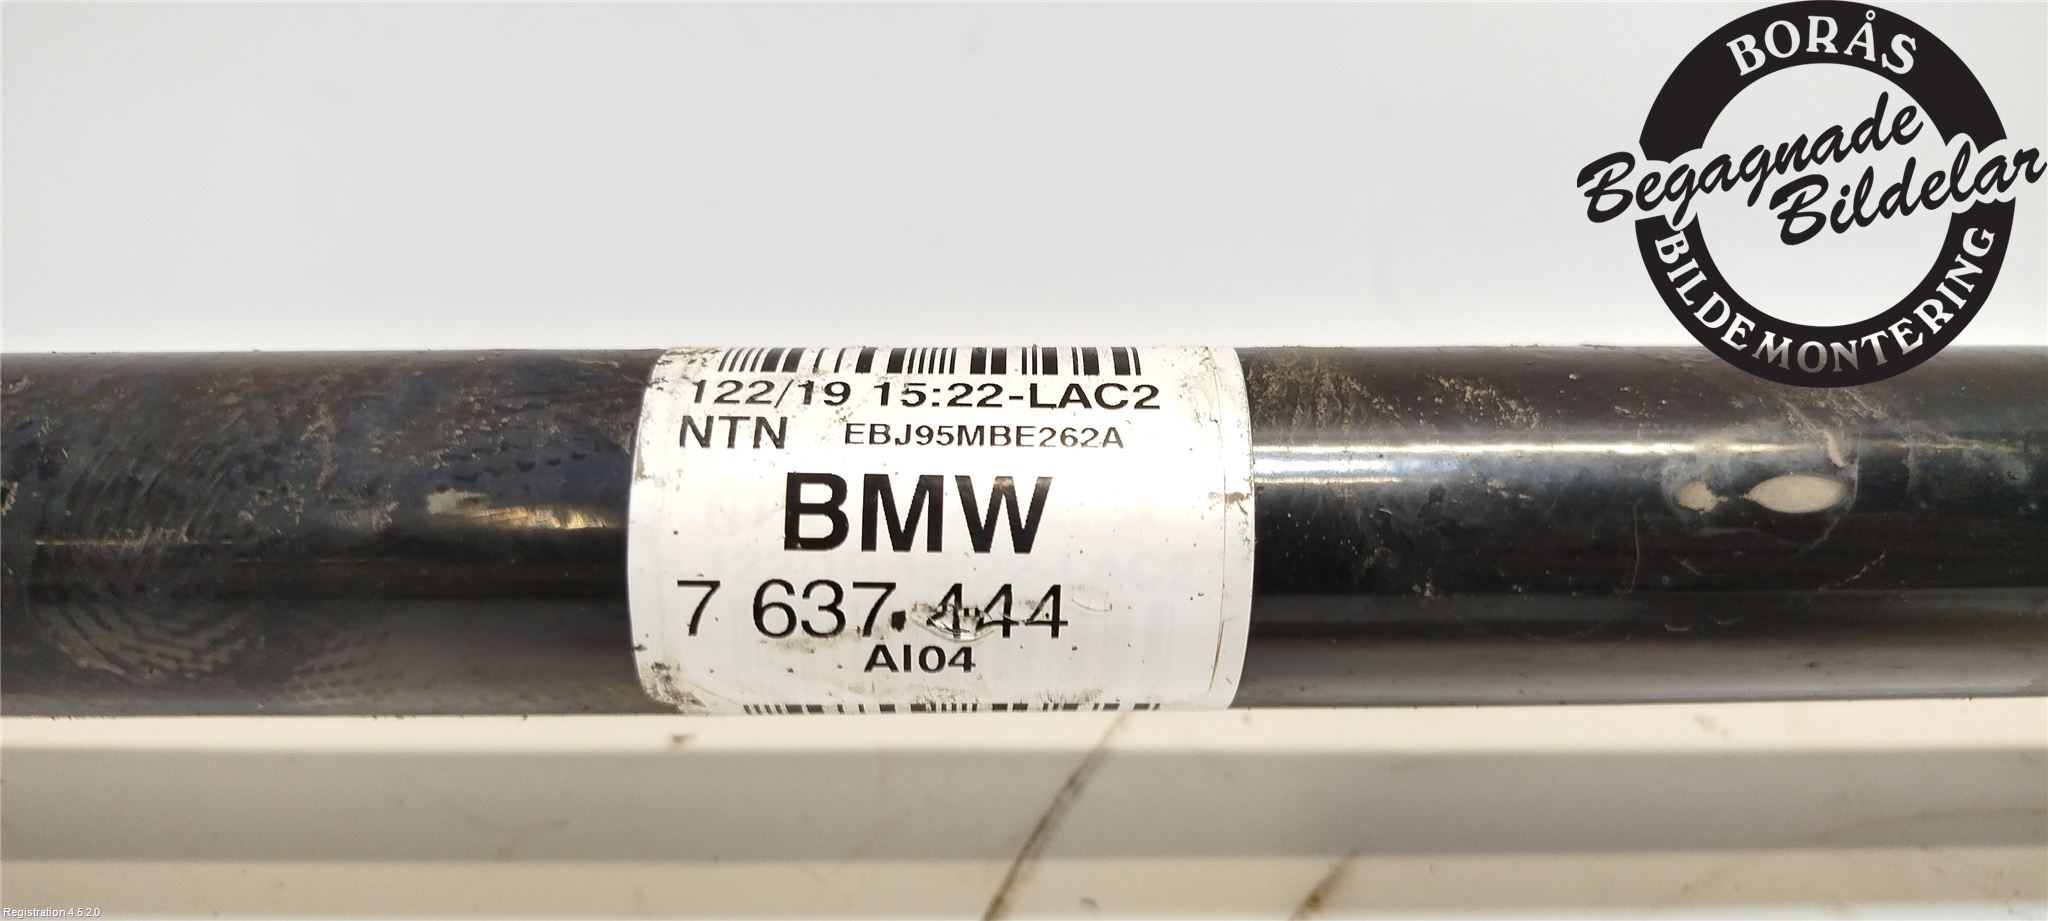 BORÅS
Begagnade
Bildelar
BILDEMONTERING
122/19 15:22-LAC2
NTN EBJ95MBE262A
BMW
7 637 444
AI04
Registration 4.5.2.0